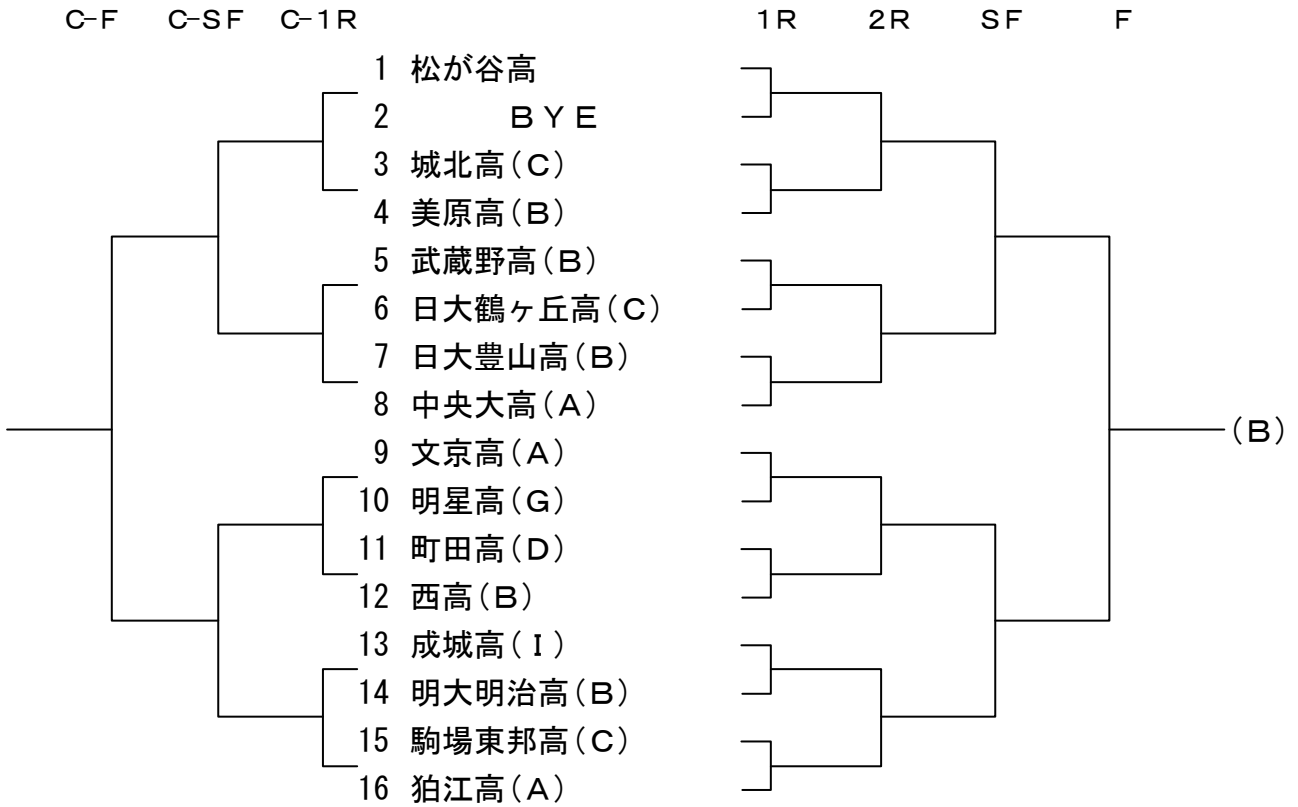 C-F C-SF C-1R 1R 2R SF F
1 松が谷高
2 BYE
3 城北高(C)
4 美原高(B)
5 武蔵野高(B)
6 日大鶴ヶ丘高(C)
7 日大豊山高(B)
8 中央大高(A)
(B)
9 文京高(A)
10 明星高(G)
11 町田高(D)
12 西高(B)
13 成城高(I)
14 明大明治高(B)
15 駒場東邦高(C)
16 狛江高(A)